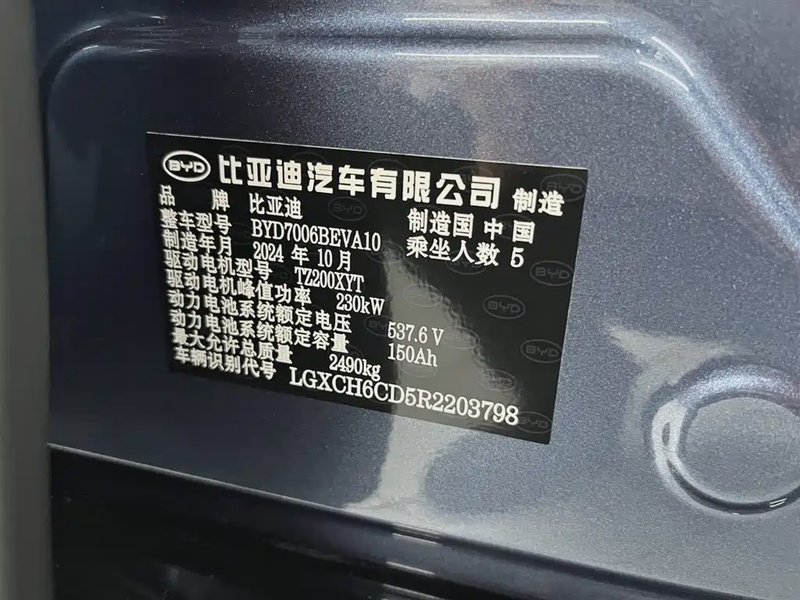 BYD 比亚迪汽车有限公司 制造
品 牌 比亚迪 制造国 中国
整车型号 BYD7006BEVA10 乘坐人数 5
制造年月 2024 年 10 月
驱动电机型号 TZ200XYT
驱动电机峰值功率 230kW
动力电池系统额定电压 537.6 V
动力电池系统额定容量 150Ah
最大允许总质量 2490kg
车辆识别代号 LGXCH6CD5R2203798